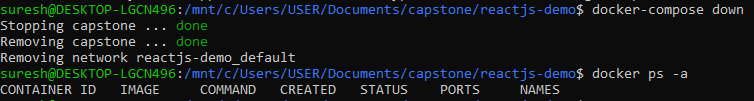 suresh@DESKTOP-LGCN496:/mnt/c/Users/USER/Documents/capstone/reactjs-demo$ docker-compose down
Stopping capstone ... done
Removing capstone ... done
Removing network reactjs-demo_default
suresh@DESKTOP-LGCN496:/mnt/c/Users/USER/Documents/capstone/reactjs-demo$ docker ps -a
CONTAINER ID   IMAGE     COMMAND   CREATED   STATUS    PORTS     NAMES